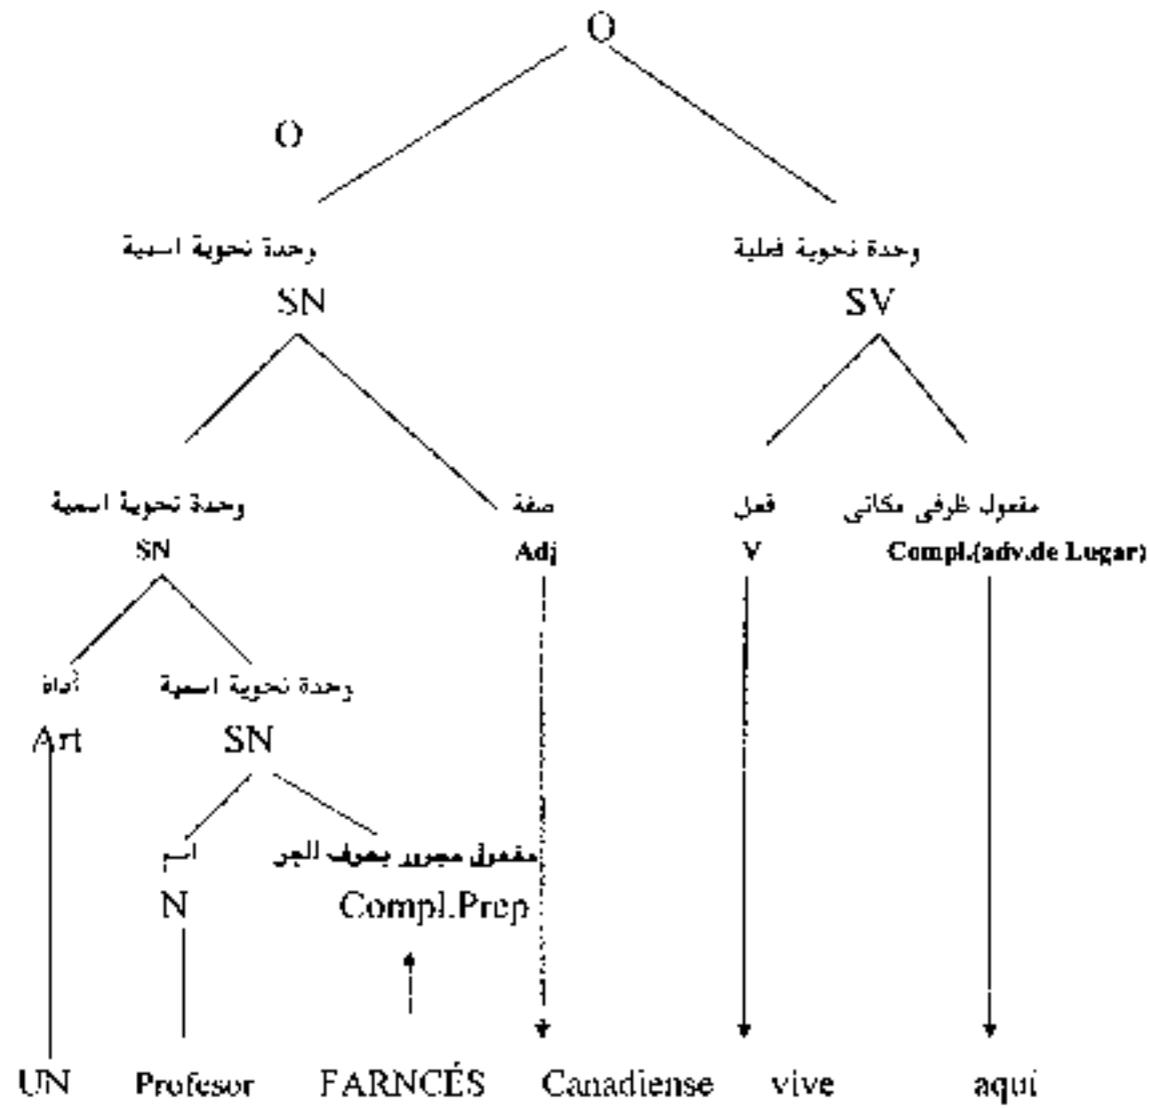 O
O
وحدة نحوية اسمية
وحدة نحوية فعلية
SN
SV
وحدة نحوية اسمية
صفة
فعل
مفعول ظرفي مكاني
SN
Adj
V
Compl.(adv.de Lugar)
أداة
وحدة نحوية اسمية
Art
SN
اسم
مفعول مجرور بحرف الجر
N
Compl.Prep
UN Profesor FARNCÉS Canadiense vive aquí